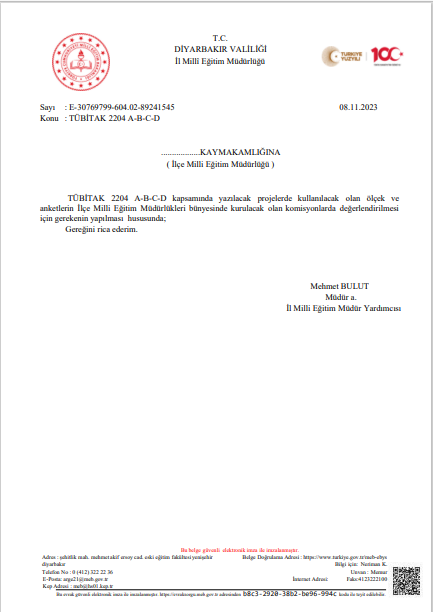 T.C.
DİYARBAKIR VALİLİĞİ
İl Millî Eğitim Müdürlüğü
TÜRKİYE
YÜZYILI
100
Sayı : E-30769799-604.02-89241545 08.11.2023
Konu : TÜBİTAK 2204 A-B-C-D
...................KAYMAKAMLIĞINA
( İlçe Milli Eğitim Müdürlüğü )
TÜBİTAK 2204 A-B-C-D kapsamında yazılacak projelerde kullanılacak olan ölçek ve
anketlerin İlçe Milli Eğitim Müdürlükleri bünyesinde kurulacak olan komisyonlarda değerlendirilmesi
için gerekenin yapılması hususunda;
Gereğini rica ederim.
Mehmet BULUT
Müdür a.
İl Milli Eğitim Müdür Yardımcısı
Bu belge güvenli elektronik imza ile imzalanmıştır.
Adres : şehitlik mah. mehmet akif ersoy cad. eski eğitim fakültesi yenişehir Belge Doğrulama Adresi : https://www.turkiye.gov.tr/meb-ebys
diyarbakır Bilgi için: Neriman K.
Telefon No : 0 (412) 322 22 36 Unvan : Memur
E-Posta: arge21@meb.gov.tr İnternet Adresi: Faks:4123222100
Kep Adresi : meb@hs01.kep.tr
Bu evrak güvenli elektronik imza ile imzalanmıştır. https://evraksorgu.meb.gov.tr adresinden b8c3-2920-38b2-be96-994c kodu ile teyit edilebilir.